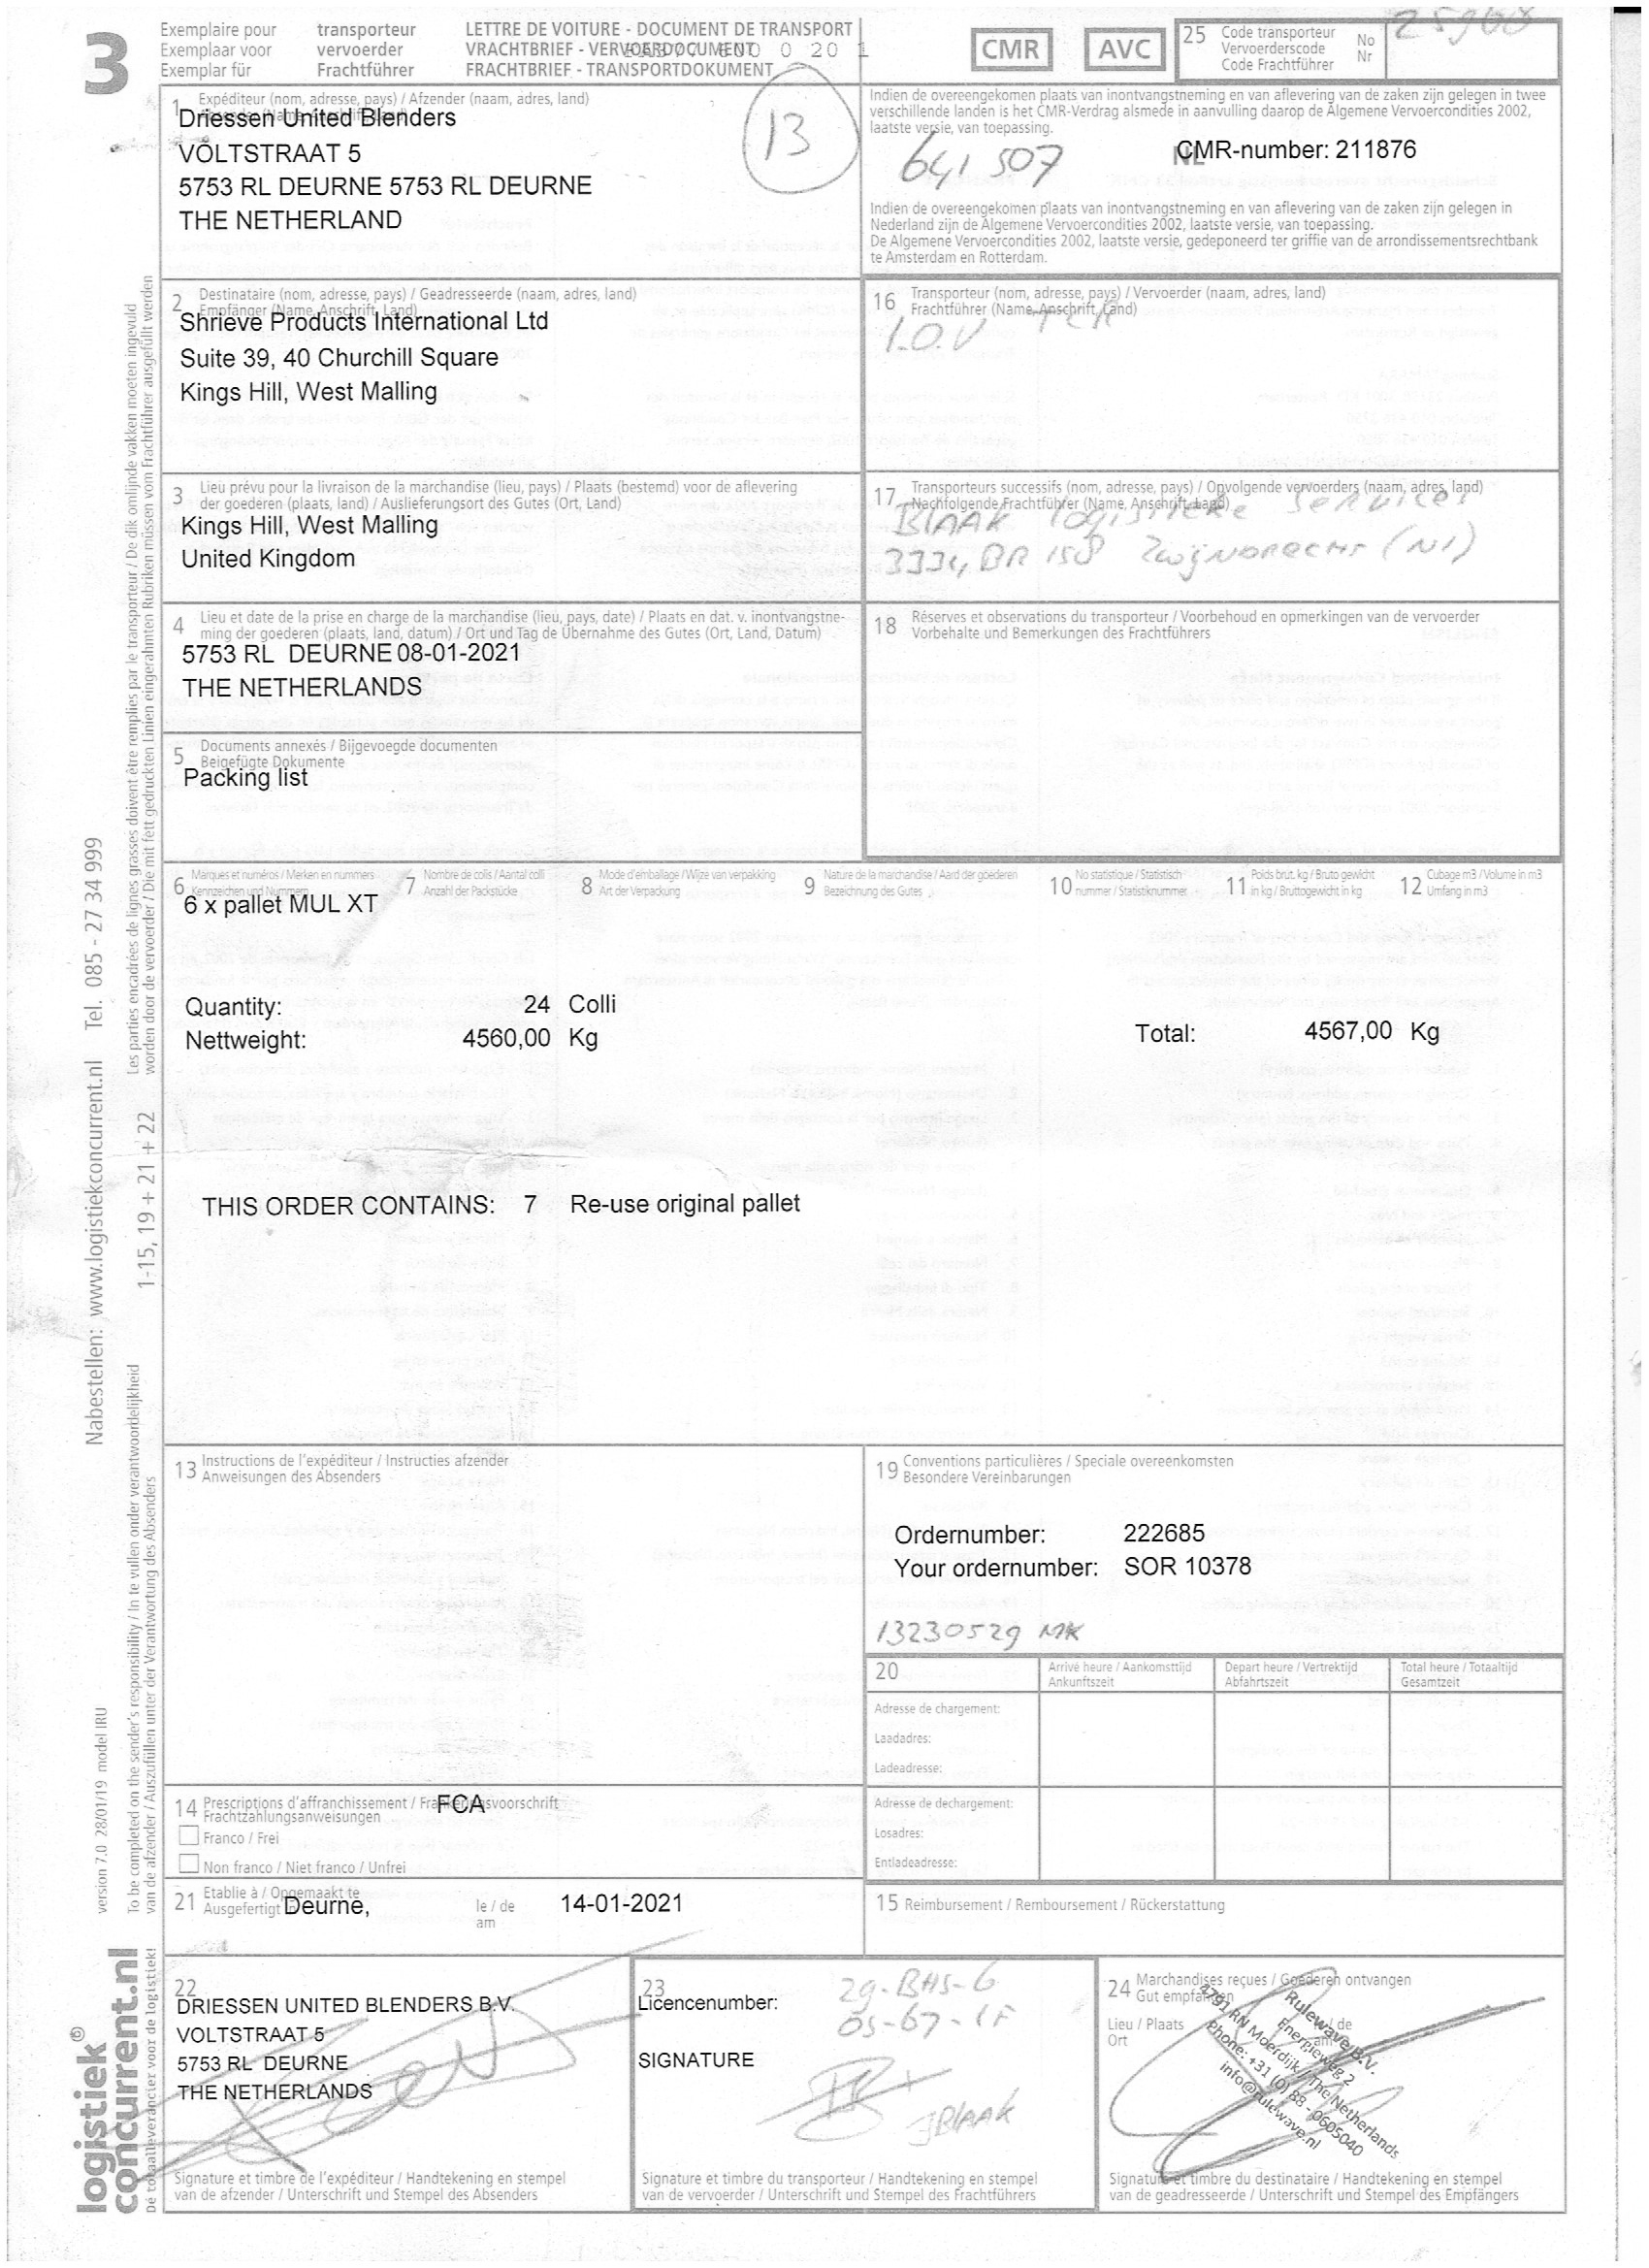 3
Exemplaire pour transporteur
Exemplaar voor vervoerder
Exemplar für Frachtführer
LETTRE DE VOITURE - DOCUMENT DE TRANSPORT
VRACHTBRIEF - VERVOERDOCUMENT
FRACHTBRIEF - TRANSPORTDOKUMENT
CMR
AVC
25 Code transporteur
Vervoerderscode
Code Frachtführer
No
Nr
1 Expéditeur (nom, adresse, pays) / Afzender (naam, adres, land)
Driessen United Blenders
VOLTSTRAAT 5
5753 RL DEURNE 5753 RL DEURNE
THE NETHERLAND
13
Indien de overeengekomen plaats van inontvangstneming en van aflevering van de zaken zijn gelegen in twee
verschillende landen is het CMR-Verdrag alsmede in aanvulling daarop de Algemene Vervoercondities 2002,
laatste versie, van toepassing.
641507
NL
CMR-number: 211876
Indien de overeengekomen plaats van inontvangstneming en van aflevering van de zaken zijn gelegen in
Nederland zijn de Algemene Vervoercondities 2002, laatste versie, van toepassing.
De Algemene Vervoercondities 2002, laatste versie, gedeponeerd ter griffie van de arrondissementsrechtbank
te Amsterdam en Rotterdam.
2 Destinataire (nom, adresse, pays) / Geadresseerde (naam, adres, land)
Empfänger (Name, Anschrift, Land)
Shrieve Products International Ltd
Suite 39, 40 Churchill Square
Kings Hill, West Malling
16 Transporteur (nom, adresse, pays) / Vervoerder (naam, adres, land)
Frachtführer (Name, Anschrift, Land)
I.O.V
3 Lieu prévu pour la livraison de la marchandise (lieu, pays) / Plaats (bestemd) voor de aflevering
der goederen (plaats, land) / Auslieferungsort des Gutes (Ort, Land)
Kings Hill, West Malling
United Kingdom
17 Transporteurs successifs (nom, adresse, pays) / Opvolgende vervoerders (naam, adres, land)
Nachfolgende Frachtführer (Name, Anschrift, Land)
BLAAK Logistieke Services
3334 BR 158 Zwijndrecht (Nl)
4 Lieu et date de la prise en charge de la marchandise (lieu, pays, date) / Plaats en dat. v. inontvangstne-
ming der goederen (plaats, land, datum) / Ort und Tag de Übernahme des Gutes (Ort, Land, Datum)
5753 RL DEURNE 08-01-2021
THE NETHERLANDS
18 Réserves et observations du transporteur / Voorbehoud en opmerkingen van de vervoerder
Vorbehalte und Bemerkungen des Frachtführers
5 Documents annexés / Bijgevoegde documenten
Beigefügte Dokumente
Packing list
6 Marques et numéros / Merken en nummers
Kennzeichen und Nummern
7 Nombre de colis / Aantal colli
Anzahl der Packstücke
8 Mode d'emballage / Wijze van verpakking
Art der Verpackung
9 Nature de la marchandise / Aard der goederen
Bezeichnung des Gutes
10 No statistique / Statistisch
nummer / Statistiknummer
11 Poids brut. kg / Bruto gewicht
in kg / Bruttogewicht in kg
12 Cubage m3 / Volume in m3
Umfang in m3
6 x pallet MUL XT
Quantity: 24 Colli
Nettweight: 4560,00 Kg
Total: 4567,00 Kg
THIS ORDER CONTAINS: 7 Re-use original pallet
13 Instructions de l'expéditeur / Instructies afzender
Anweisungen des Absenders
19 Conventions particulières / Speciale overeenkomsten
Besondere Vereinbarungen
Ordernumber: 222685
Your ordernumber: SOR 10378
13230529 MK
20
Arrivé heure / Aankomsttijd
Ankunftszeit
Depart heure / Vertrektijd
Abfahrtszeit
Total heure / Totaaltijd
Gesamtzeit
Adresse de chargement:
Laadadres:
Ladeadresse:
Adresse de dechargement:
Losadres:
Entladeadresse:
14 Prescriptions d'affranchissement / Frankeringsvoorschrift
Frachtzahlungsanweisungen
FCA
Franco / Frei
Non franco / Niet franco / Unfrei
21 Etablie à / Opgemaakt te
Ausgefertigt
Deurne,
le / de
am
14-01-2021
15 Reimbursement / Remboursement / Rückerstattung
22
DRIESSEN UNITED BLENDERS B.V.
VOLTSTRAAT 5
5753 RL DEURNE
THE NETHERLANDS
Signature et timbre de l'expéditeur / Handtekening en stempel
van de afzender / Unterschrift und Stempel des Absenders
23
Licencenumber:
29-BHS-6
05-67-1F
SIGNATURE
JBLAAK
Signature et timbre du transporteur / Handtekening en stempel
van de vervoerder / Unterschrift und Stempel des Frachtführers
24 Marchandises reçues / Goederen ontvangen
Gut empfangen
Lieu / Plaats
Ort
/ de
am
Rulewave B.V.
Energieweg 2
4791 RN Moerdijk / The Netherlands
Phone: +31 (0) 88 - 0605040
info@rulewave.nl
Signature et timbre du destinataire / Handtekening en stempel
van de geadresseerde / Unterschrift und Stempel des Empfängers
Les parties encadrées de lignes grasses doivent être remplies par le transporteur / De dik omlijnde vakken moeten ingevuld
worden door de vervoerder / Die mit fett gedruckten Linien eingerahmten Rubriken müssen vom Frachtführer ausgefüllt werden
1-15, 19 + 21 + 22
To be completed on the sender's responsibility / In te vullen onder verantwoordelijkheid
van de afzender / Auszufüllen unter der Verantwortung des Absenders
Nabestellen: www.logistiekconcurrent.nl Tel. 085 - 27 34 999
version 7.0 28/01/19 model IRU
logistiek©
concurrent.nl
Dé totaalleverancier voor de logistiek!